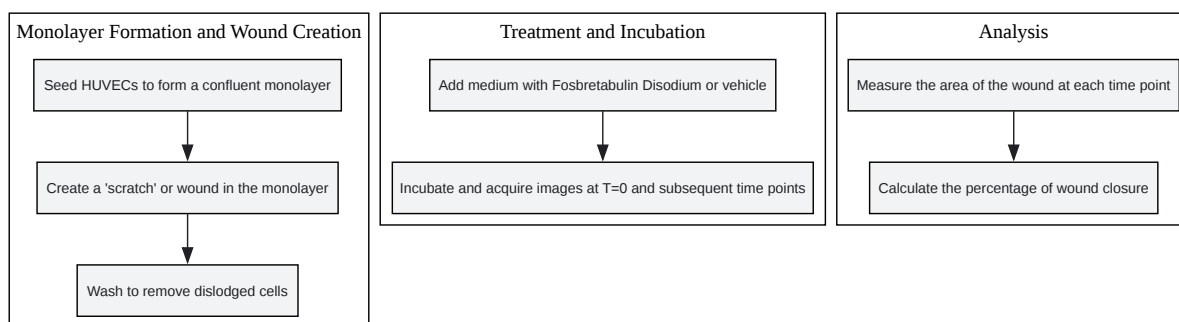 Monolayer Formation and Wound Creation
Seed HUVECs to form a confluent monolayer
Create a 'scratch' or wound in the monolayer
Wash to remove dislodged cells
Treatment and Incubation
Add medium with Fosbretabulin Disodium or vehicle
Incubate and acquire images at T=0 and subsequent time points
Analysis
Measure the area of the wound at each time point
Calculate the percentage of wound closure